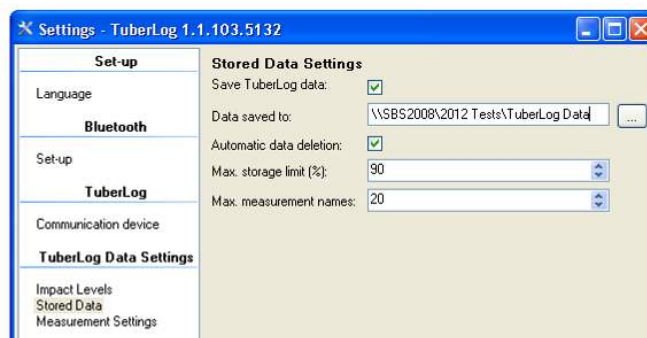 Settings - TuberLog 1.1.103.5132
Set-up
Language
Bluetooth
Set-up
TuberLog
Communication device
TuberLog Data Settings
Impact Levels
Stored Data
Measurement Settings
Stored Data Settings
Save TuberLog data:
Data saved to: \\SBS2008\2012 Tests\TuberLog Data ...
Automatic data deletion:
Max. storage limit (%): 90
Max. measurement names: 20